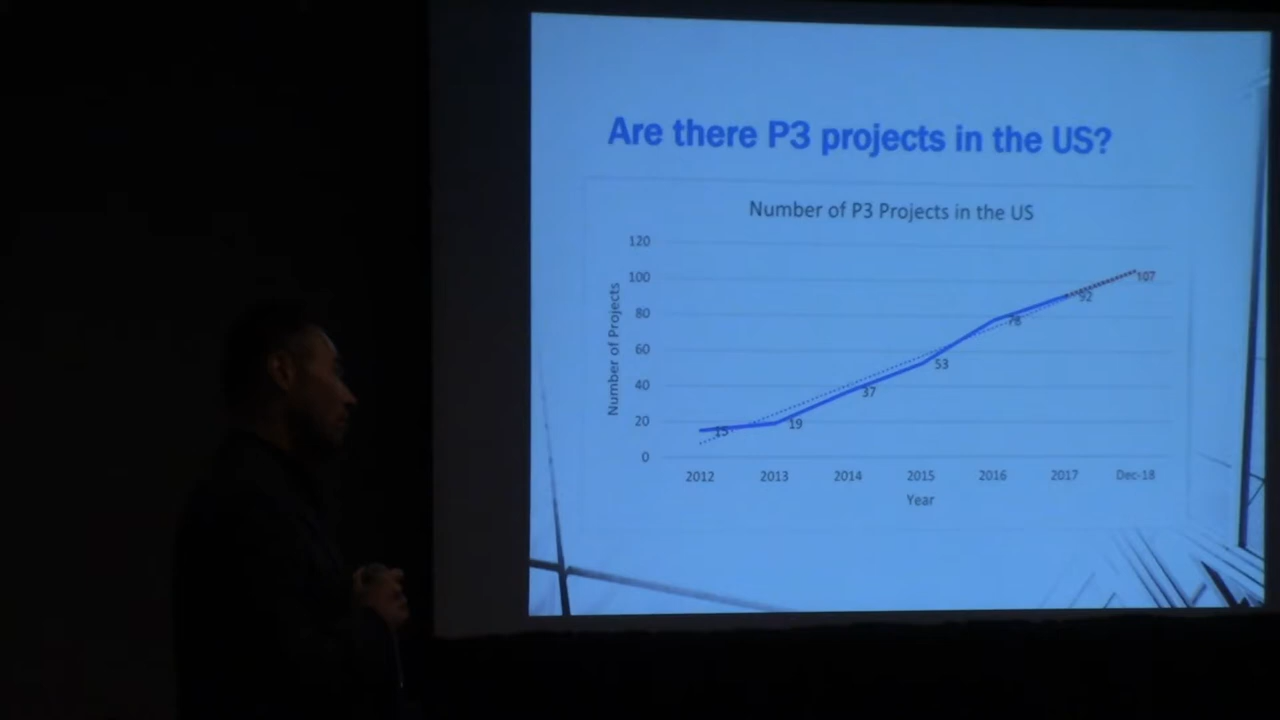 Are there P3 projects in the US?
Number of P3 Projects in the US
120
100
80
60
40
20
0
Number of Projects
15
19
37
53
78
92
107
2012 2013 2014 2015 2016 2017 Dec-18
Year